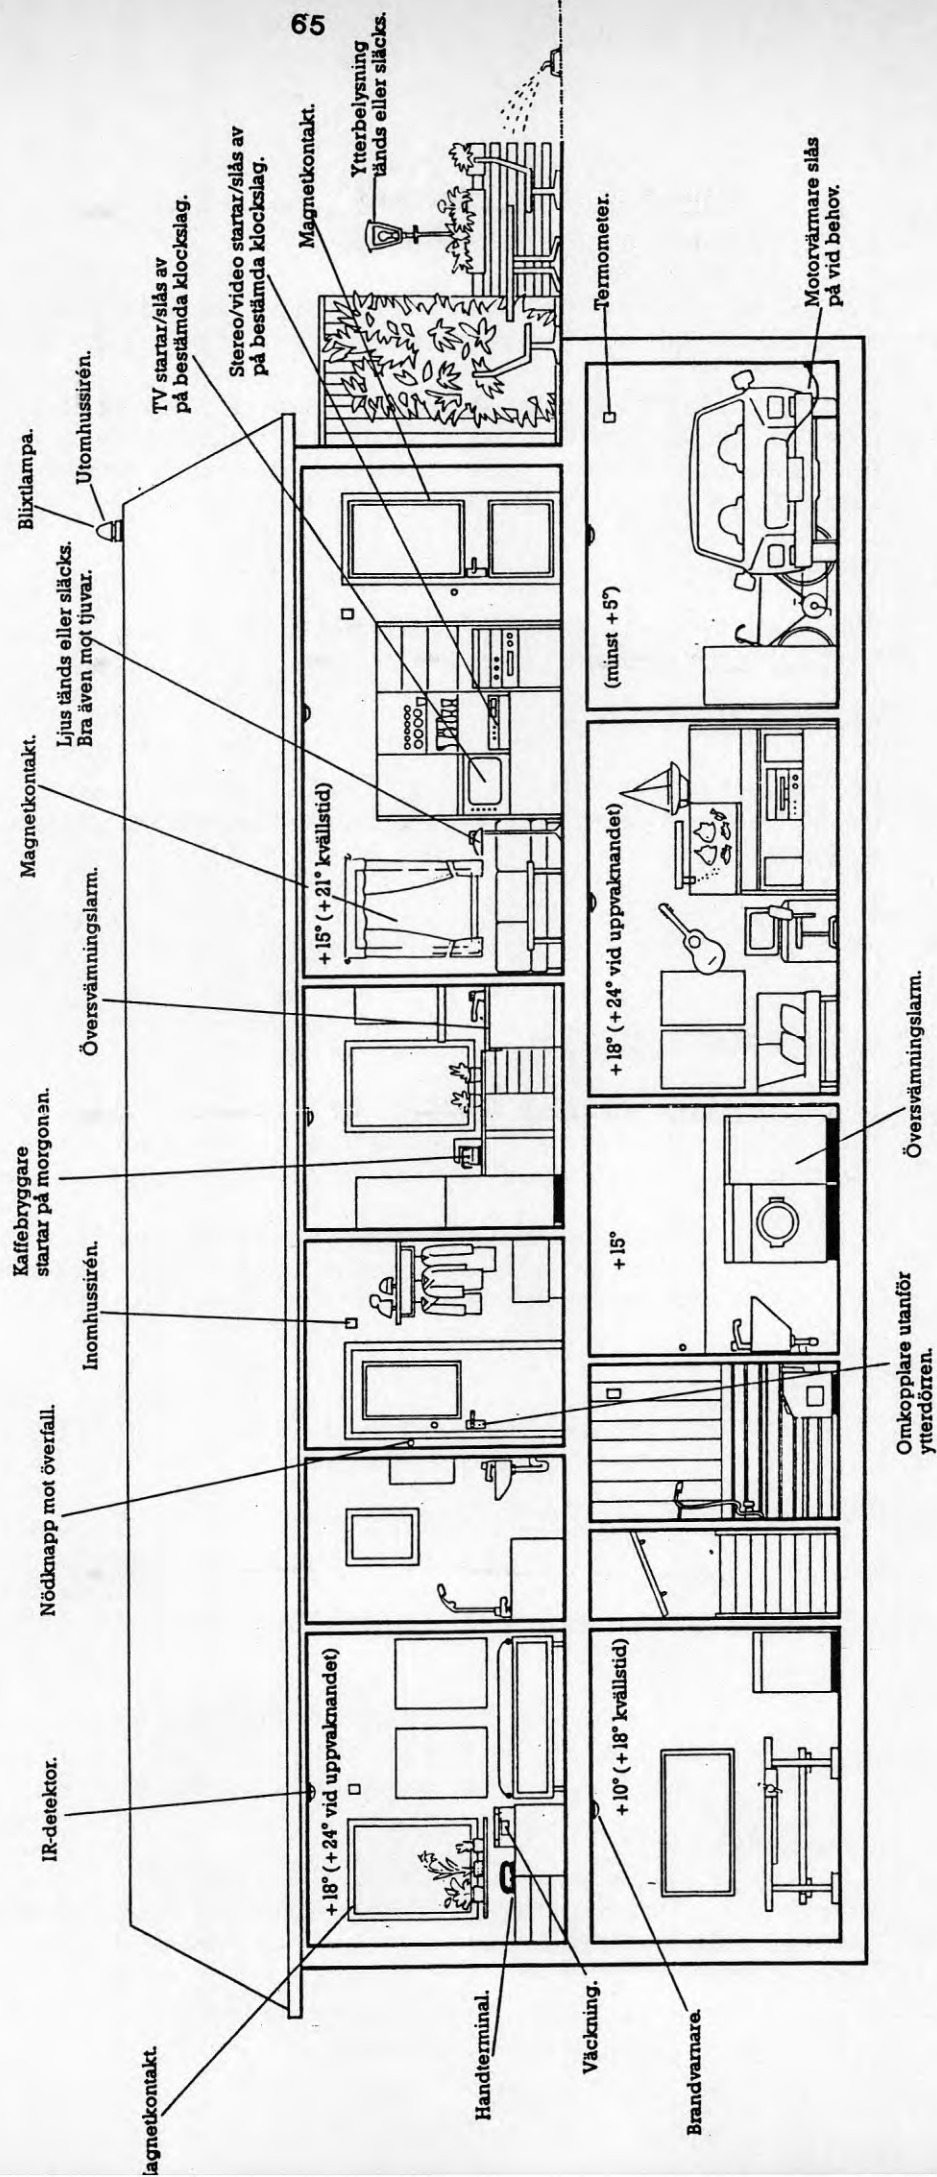 65
Magnetkontakt.
IR-detektor.
Nödknapp mot överfall.
Inomhussirén.
Kaffebryggare
startar på morgonen.
Översvämningslarm.
Magnetkontakt.
Ljus tänds eller släcks.
Bra även mot tjuvar.
Blixtlampa.
Utomhussirén.
TV startar/slås av
på bestämda klockslag.
Stereo/video startar/slås av
på bestämda klockslag.
Magnetkontakt.
Ytterbelysning
tänds eller släcks.
+18° (+24° vid uppvaknandet)
+15° (+21° kvällstid)
Handterminal.
Väckning.
Brandvarnare.
+10° (+18° kvällstid)
+15°
+18° (+24° vid uppvaknandet)
(minst +5°)
Termometer.
Omkopplare utanför
ytterdörren.
Översvämningslarm.
Motorvärmare slås
på vid behov.